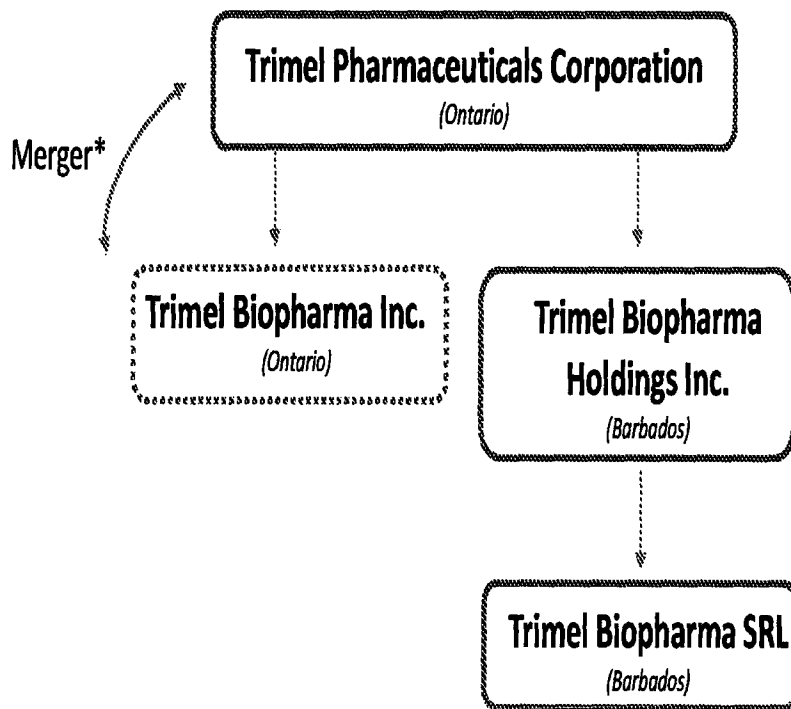 Trimel Pharmaceuticals Corporation
(Ontario)
Merger*
Trimel Biopharma Inc.
(Ontario)
Trimel Biopharma
Holdings Inc.
(Barbados)
Trimel Biopharma SRL
(Barbados)